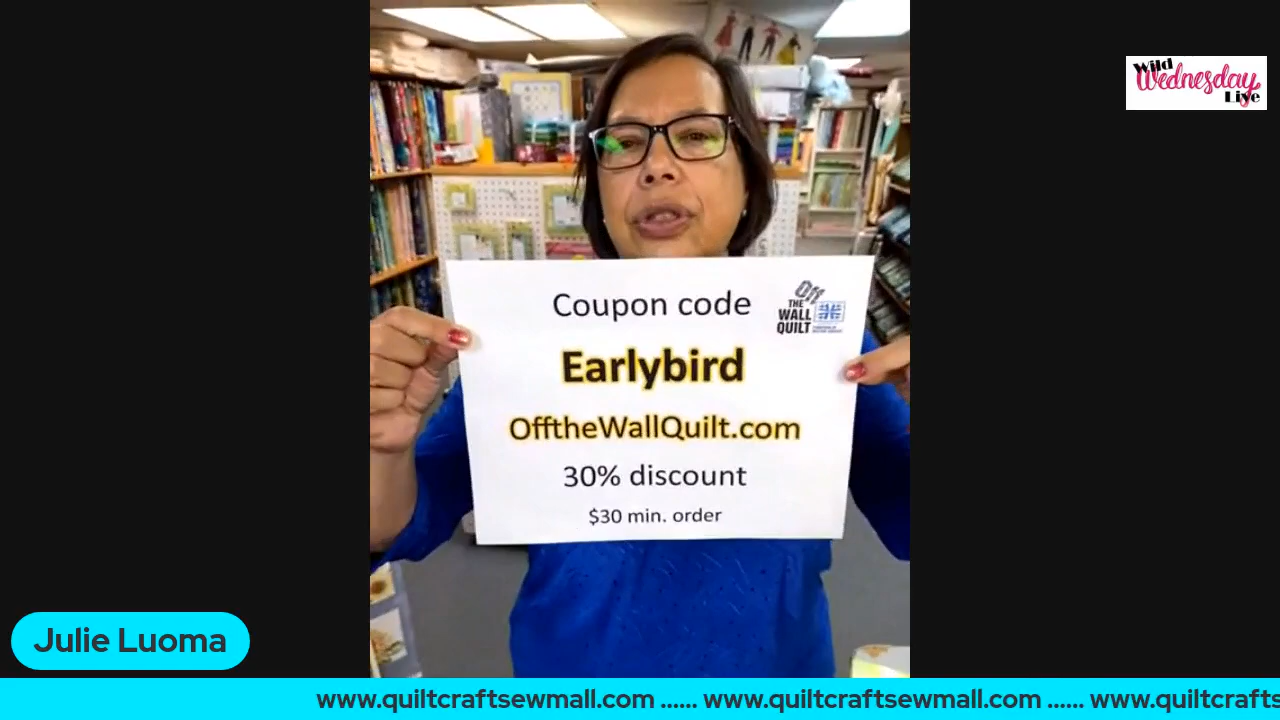 Wild
Wednesday
Live
Coupon code
Off
THE
WALL
QUILT
Earlybird
OfftheWallQuilt.com
30% discount
$30 min. order
Julie Luoma
www.quiltcraftsewmall.com ...... www.quiltcraftsewmall.com ...... www.quiltcrafts